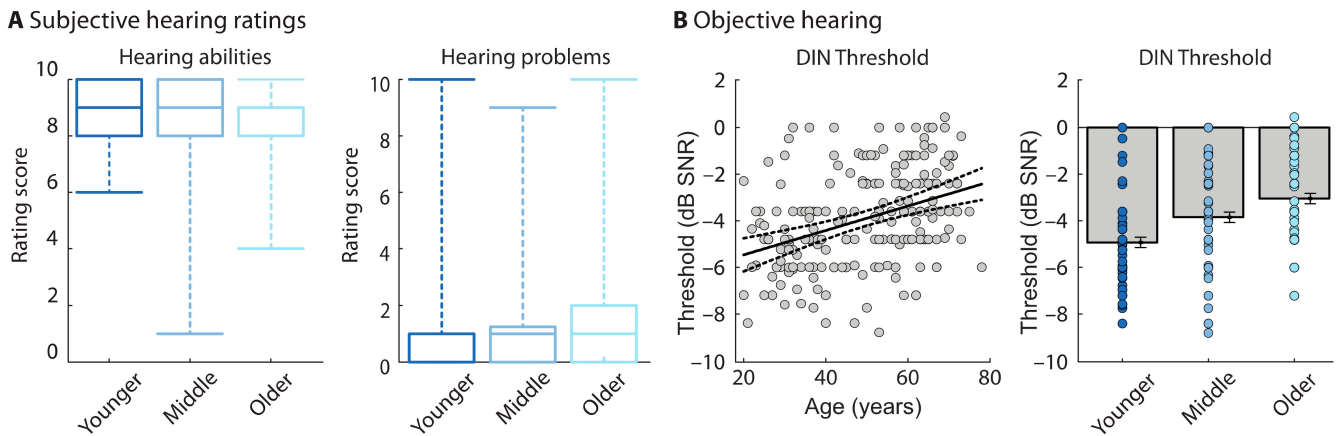 A Subjective hearing ratings
Hearing abilities
Rating score
10
8
6
4
2
0
Younger
Middle
Older
Hearing problems
Rating score
10
8
6
4
2
0
Younger
Middle
Older
B Objective hearing
DIN Threshold
Threshold (dB SNR)
2
0
−2
−4
−6
−8
−10
20
40
60
80
Age (years)
DIN Threshold
Threshold (dB SNR)
2
0
−2
−4
−6
−8
−10
Younger
Middle
Older